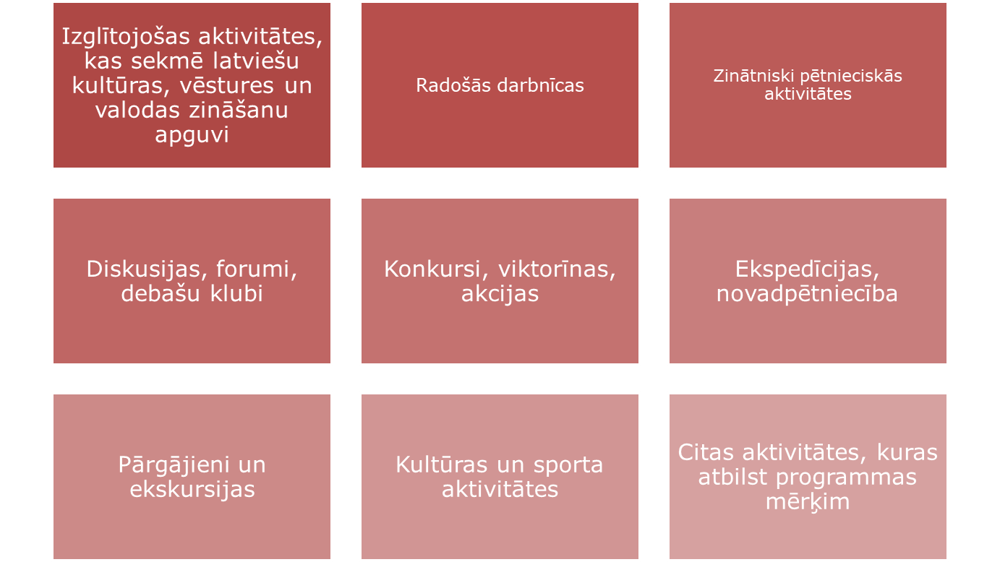 Izglītojošas aktivitātes,
kas sekmē latviešu
kultūras, vēstures un
valodas zināšanu
apguvi
Radošās darbnīcas
Zinātniski pētnieciskās
aktivitātes
Diskusijas, forumi,
debašu klubi
Konkursi, viktorīnas,
akcijas
Ekspedīcijas,
novadpētniecība
Pārgājieni un
ekskursijas
Kultūras un sporta
aktivitātes
Citas aktivitātes, kuras
atbilst programmas
mērķim